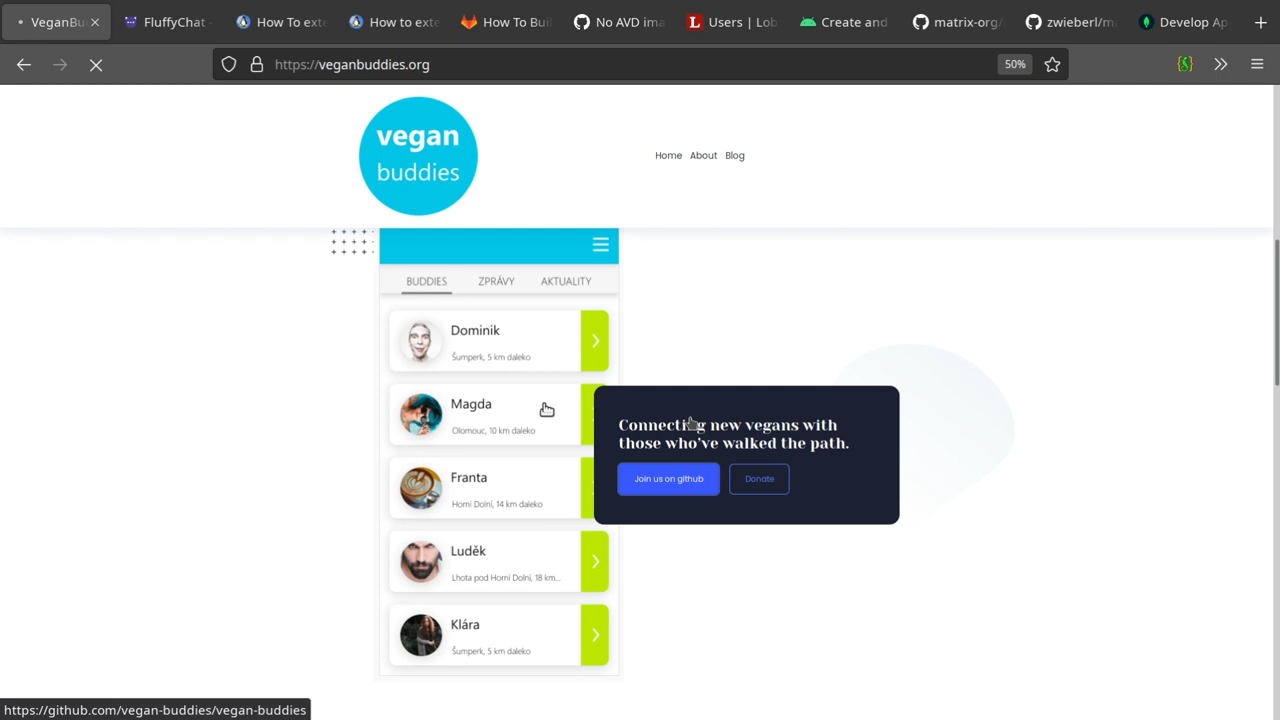 VeganBu
FluffyChat -
How To exte
How to exte
How To Buil
No AVD ima
Users | Lob
Create and
matrix-org/
zwieberl/m
Develop Ap
https://veganbuddies.org
50%
vegan
buddies
Home About Blog
BUDDIES ZPRÁVY AKTUALITY
Dominik
Šumperk, 5 km daleko
Magda
Olomouc, 10 km daleko
Connecting new vegans with
those who've walked the path.
Join us on github
Donate
Franta
Horní Dolní, 14 km daleko
Luděk
Lhota pod Horní Dolní, 18 km...
Klára
Šumperk, 5 km daleko
https://github.com/vegan-buddies/vegan-buddies